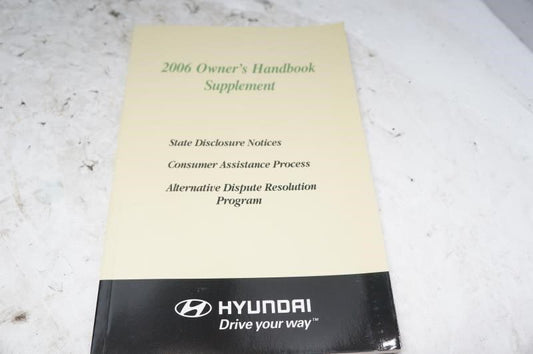 2006 Owner's Handbook
Supplement
State Disclosure Notices
Consumer Assistance Process
Alternative Dispute Resolution
Program
HYUNDAI
Drive your way™